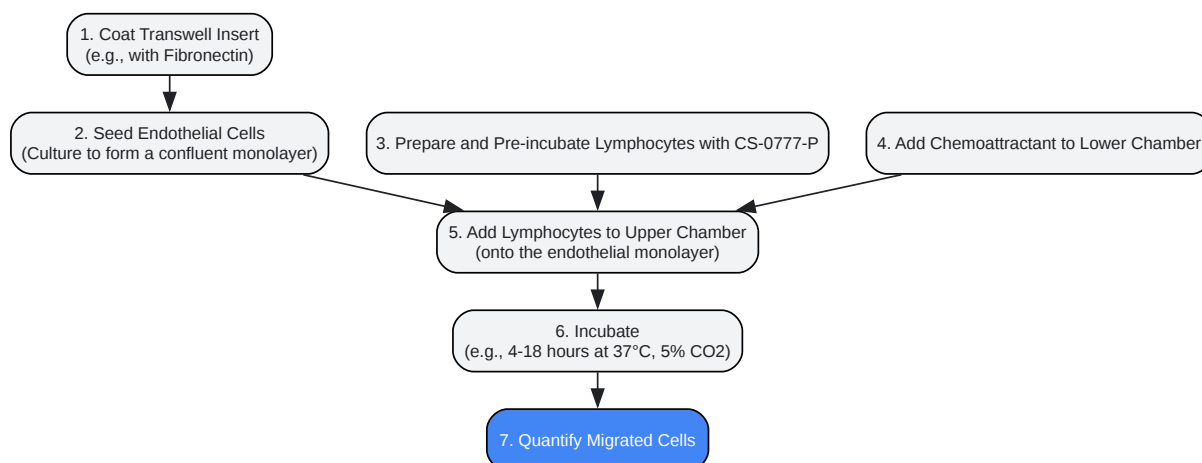 1. Coat Transwell Insert
(e.g., with Fibronectin)
2. Seed Endothelial Cells
(Culture to form a confluent monolayer)
3. Prepare and Pre-incubate Lymphocytes with CS-0777-P
4. Add Chemoattractant to Lower Chamber
5. Add Lymphocytes to Upper Chamber
(onto the endothelial monolayer)
6. Incubate
(e.g., 4-18 hours at 37°C, 5% CO2)
7. Quantify Migrated Cells